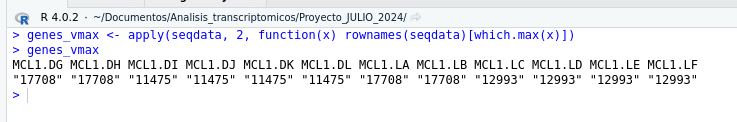 R 4.0.2 · ~/Documentos/Analisis_transcriptomicos/Proyecto_JULIO_2024/
> genes_vmax <- apply(seqdata, 2, function(x) rownames(seqdata)[which.max(x)])
> genes_vmax
MCL1.DG MCL1.DH MCL1.DI MCL1.DJ MCL1.DK MCL1.DL MCL1.LA MCL1.LB MCL1.LC MCL1.LD MCL1.LE MCL1.LF
"17708" "17708" "11475" "11475" "11475" "11475" "17708" "17708" "12993" "12993" "12993" "12993"
>